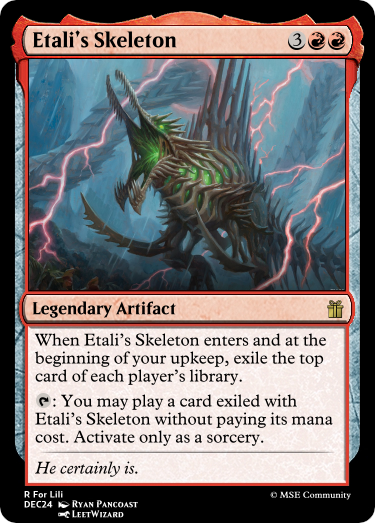 Etali's Skeleton 3
Legendary Artifact
When Etali's Skeleton enters and at the
beginning of your upkeep, exile the top
card of each player's library.
: You may play a card exiled with
Etali's Skeleton without paying its mana
cost. Activate only as a sorcery.
He certainly is.
R For Lili
DEC24 Ryan Pancoast © MSE Community
LeetWizard